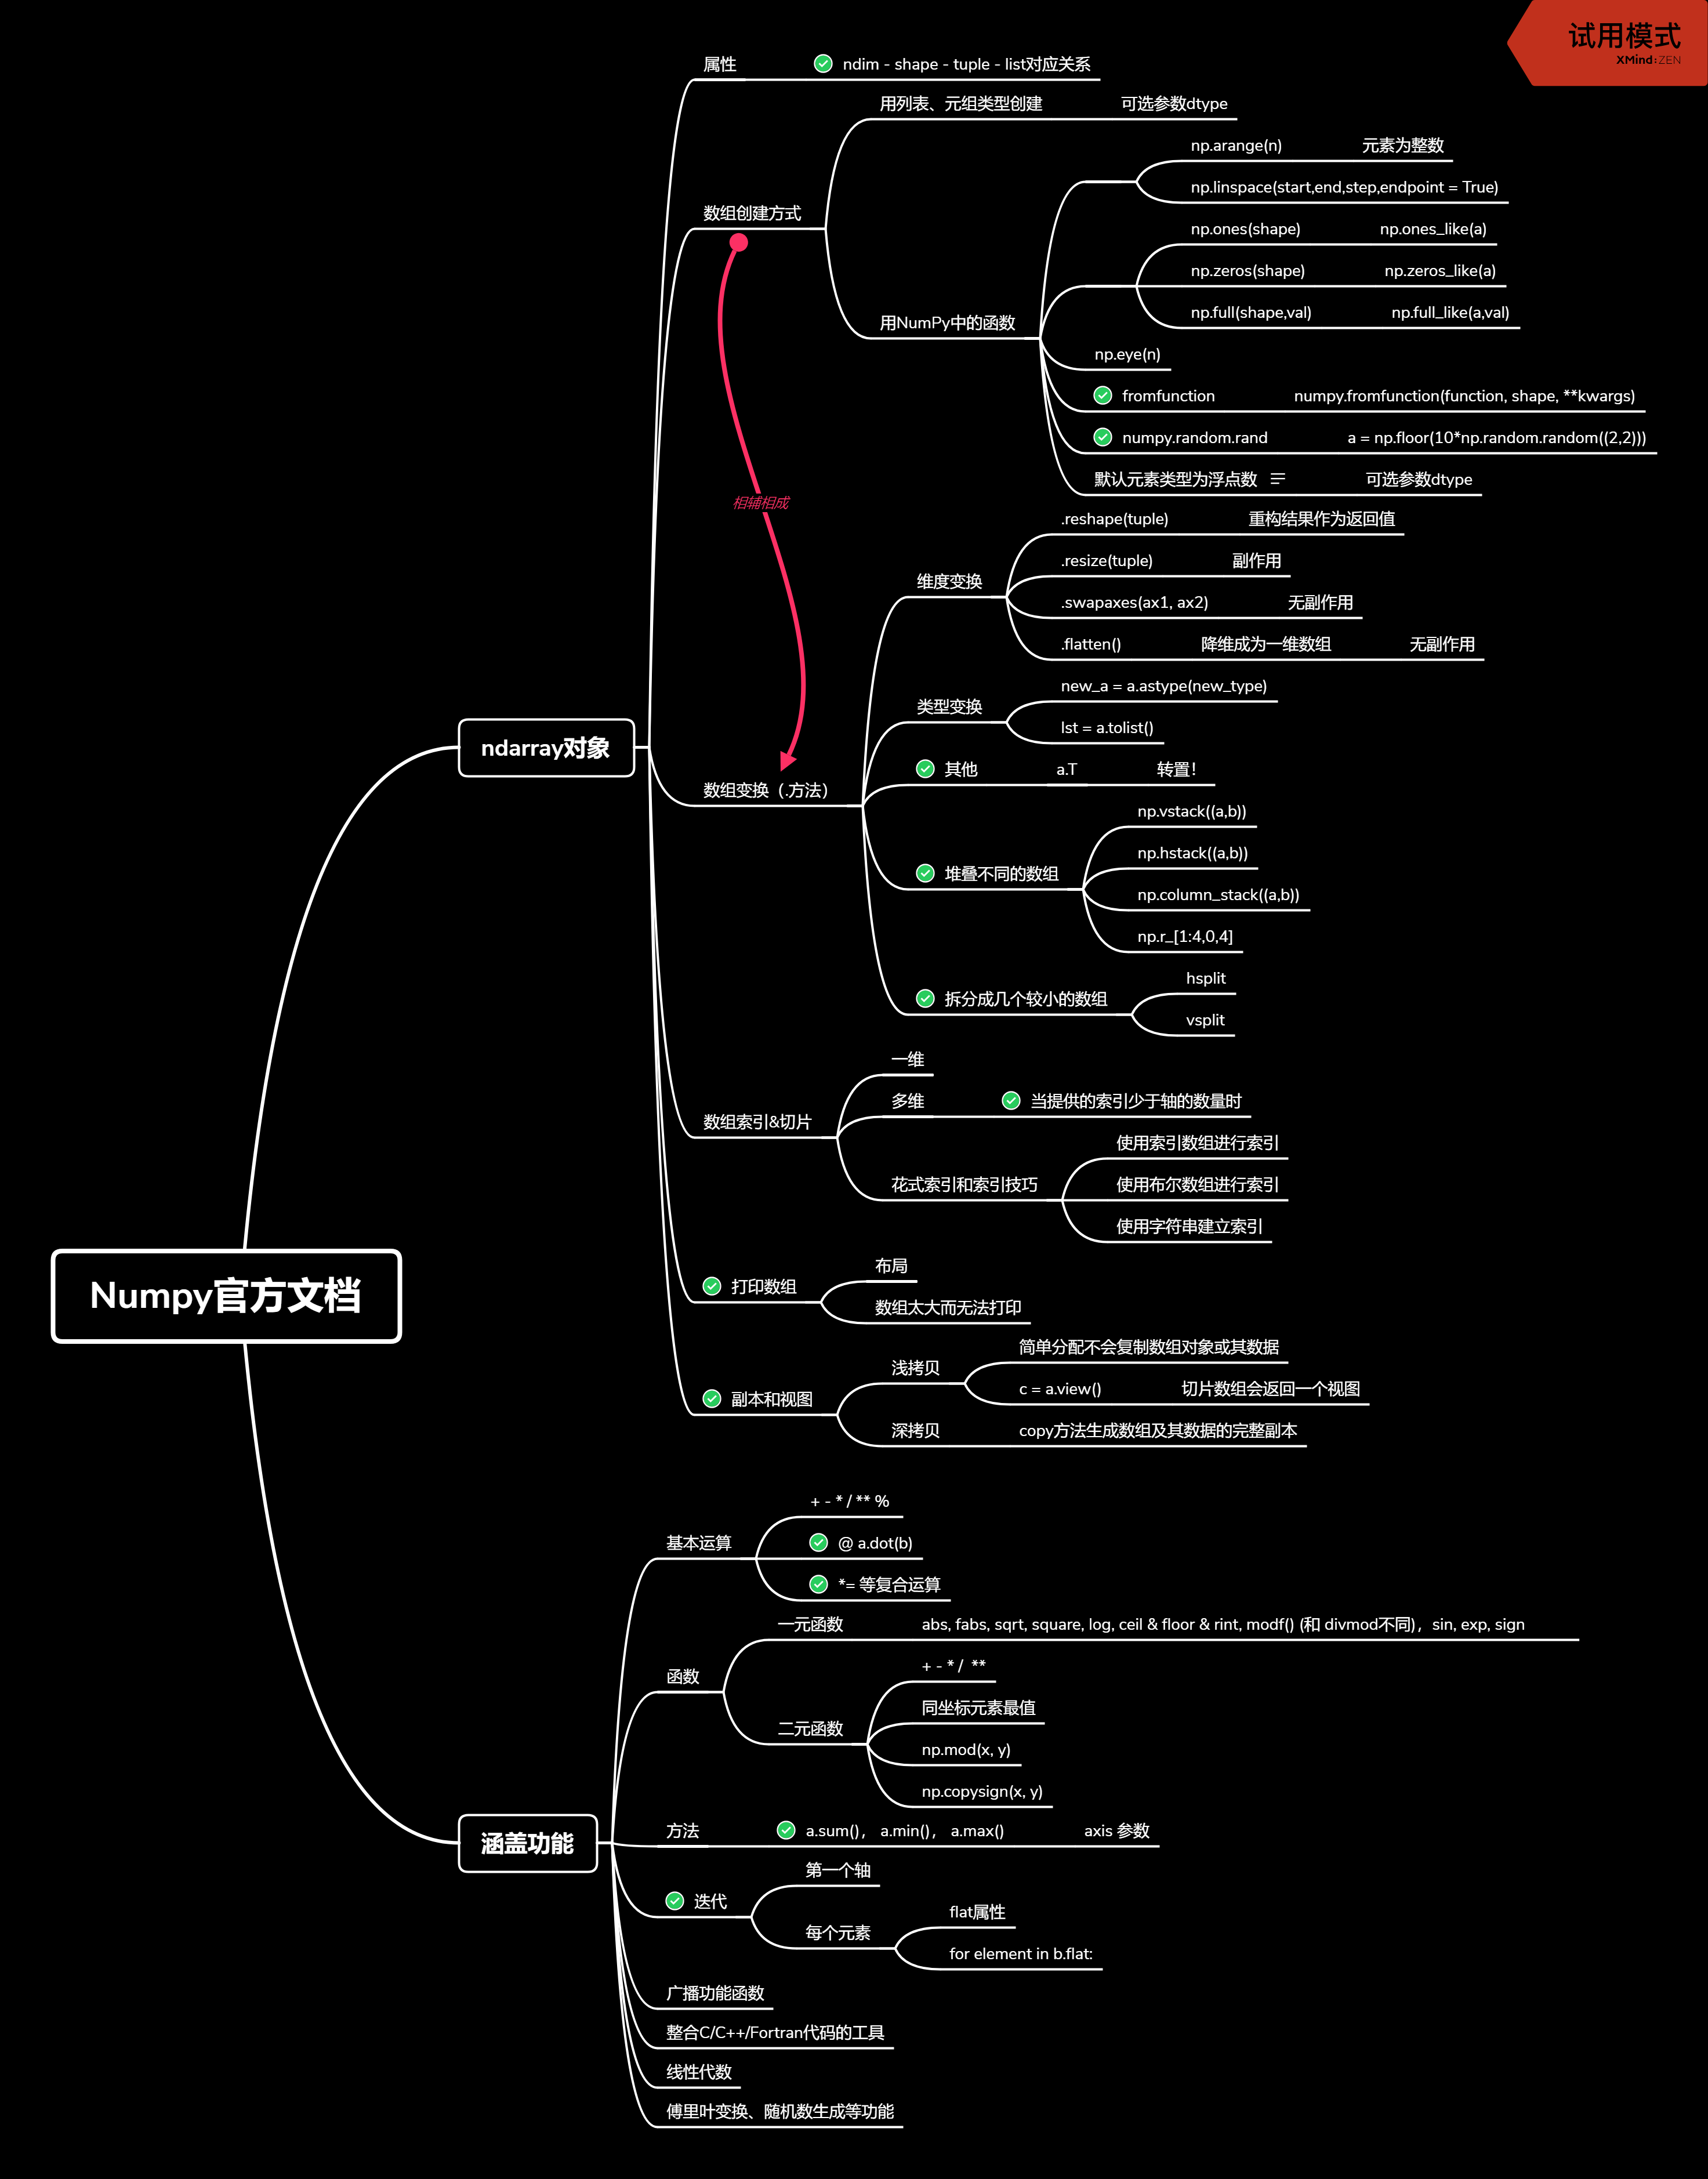 试用模式
XMind:ZEN
属性
ndim - shape - tuple - list对应关系
用列表、元组类型创建
可选参数dtype
np.arange(n)
元素为整数
np.linspace(start,end,step,endpoint = True)
数组创建方式
np.ones(shape)
np.ones_like(a)
np.zeros(shape)
np.zeros_like(a)
np.full(shape,val)
np.full_like(a,val)
用NumPy中的函数
np.eye(n)
fromfunction
numpy.fromfunction(function, shape, **kwargs)
numpy.random.rand
a = np.floor(10*np.random.random((2,2)))
默认元素类型为浮点数
可选参数dtype
相辅相成
.reshape(tuple)
重构结果作为返回值
.resize(tuple)
副作用
维度变换
.swapaxes(ax1, ax2)
无副作用
.flatten()
降维成为一维数组
无副作用
new_a = a.astype(new_type)
类型变换
lst = a.tolist()
ndarray对象
其他
a.T
转置！
数组变换（.方法）
np.vstack((a,b))
np.hstack((a,b))
堆叠不同的数组
np.column_stack((a,b))
np.r_[1:4,0,4]
hsplit
拆分成几个较小的数组
vsplit
一维
多维
当提供的索引少于轴的数量时
数组索引&切片
使用索引数组进行索引
花式索引和索引技巧
使用布尔数组进行索引
使用字符串建立索引
布局
打印数组
数组太大而无法打印
Numpy官方文档
简单分配不会复制数组对象或其数据
浅拷贝
c = a.view()
切片数组会返回一个视图
副本和视图
深拷贝
copy方法生成数组及其数据的完整副本
+ - * / ** %
基本运算
@ a.dot(b)
*= 等复合运算
一元函数
abs, fabs, sqrt, square, log, ceil & floor & rint, modf() (和 divmod不同)，sin, exp, sign
函数
+ - * /  **
同坐标元素最值
二元函数
np.mod(x, y)
np.copysign(x, y)
方法
a.sum()， a.min()， a.max()
axis 参数
涵盖功能
第一个轴
迭代
flat属性
每个元素
for element in b.flat:
广播功能函数
整合C/C++/Fortran代码的工具
线性代数
傅里叶变换、随机数生成等功能